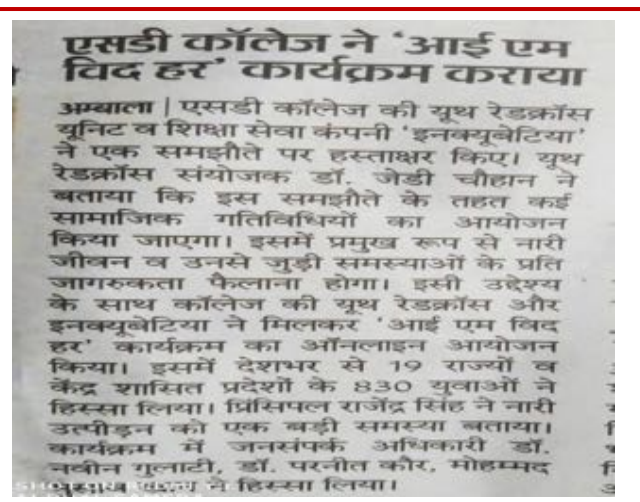 एसडी कॉलेज ने 'आई एम
विद हर' कार्यक्रम कराया
अम्बाला | एसडी कॉलेज की यूथ रेडक्रॉस
यूनिट व शिक्षा सेवा कंपनी 'इनक्यूबेटिया'
ने एक समझौते पर हस्ताक्षर किए। यूथ
रेडक्रॉस संयोजक डॉ. जेडी चौहान ने
बताया कि इस समझौते के तहत कई
सामाजिक गतिविधियों का आयोजन
किया जाएगा। इसमें प्रमुख रूप से नारी
जीवन व उनसे जुड़ी समस्याओं के प्रति
जागरुकता फैलाना होगा। इसी उद्देश्य
के साथ कॉलेज की यूथ रेडक्रॉस और
इनक्यूबेटिया ने मिलकर 'आई एम विद
हर' कार्यक्रम का ऑनलाइन आयोजन
किया। इसमें देशभर से 19 राज्यों व
केंद्र शासित प्रदेशों के 830 युवाओं ने
हिस्सा लिया। प्रिंसिपल राजेंद्र सिंह ने नारी
उत्पीड़न को एक बड़ी समस्या बताया।
कार्यक्रम में जनसंपर्क अधिकारी डॉ.
नवीन गुलाटी, डॉ. परनीत कौर, मोहम्मद
ने हिस्सा लिया।